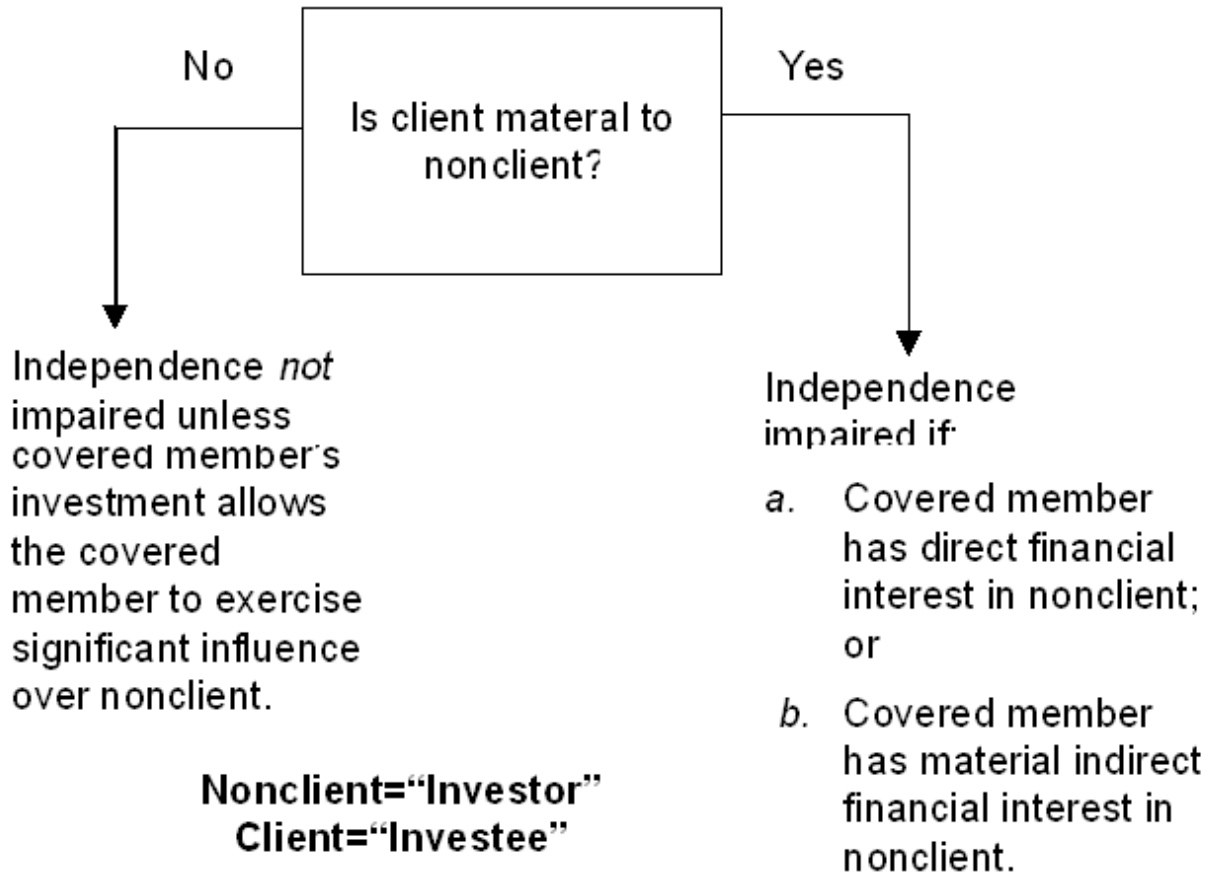 No
Yes
Is client materal to
nonclient?
Independence not
impaired unless
covered member's
investment allows
the covered
member to exercise
significant influence
over nonclient.
Independence
impaired if:
a. Covered member
has direct financial
interest in nonclient;
or
b. Covered member
has material indirect
financial interest in
nonclient.
Nonclient=“Investor”
Client=“Investee”